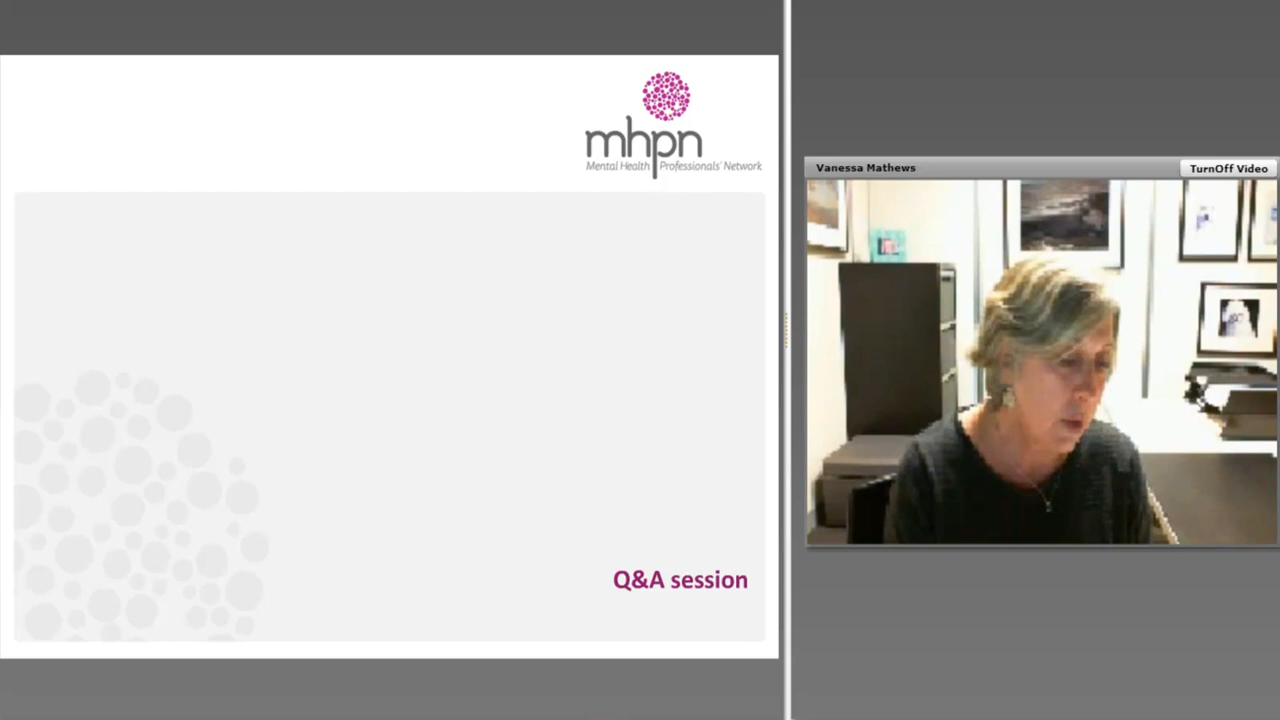 mhpn
Mental Health Professionals' Network
Q&A session
Vanessa Mathews
TurnOff Video